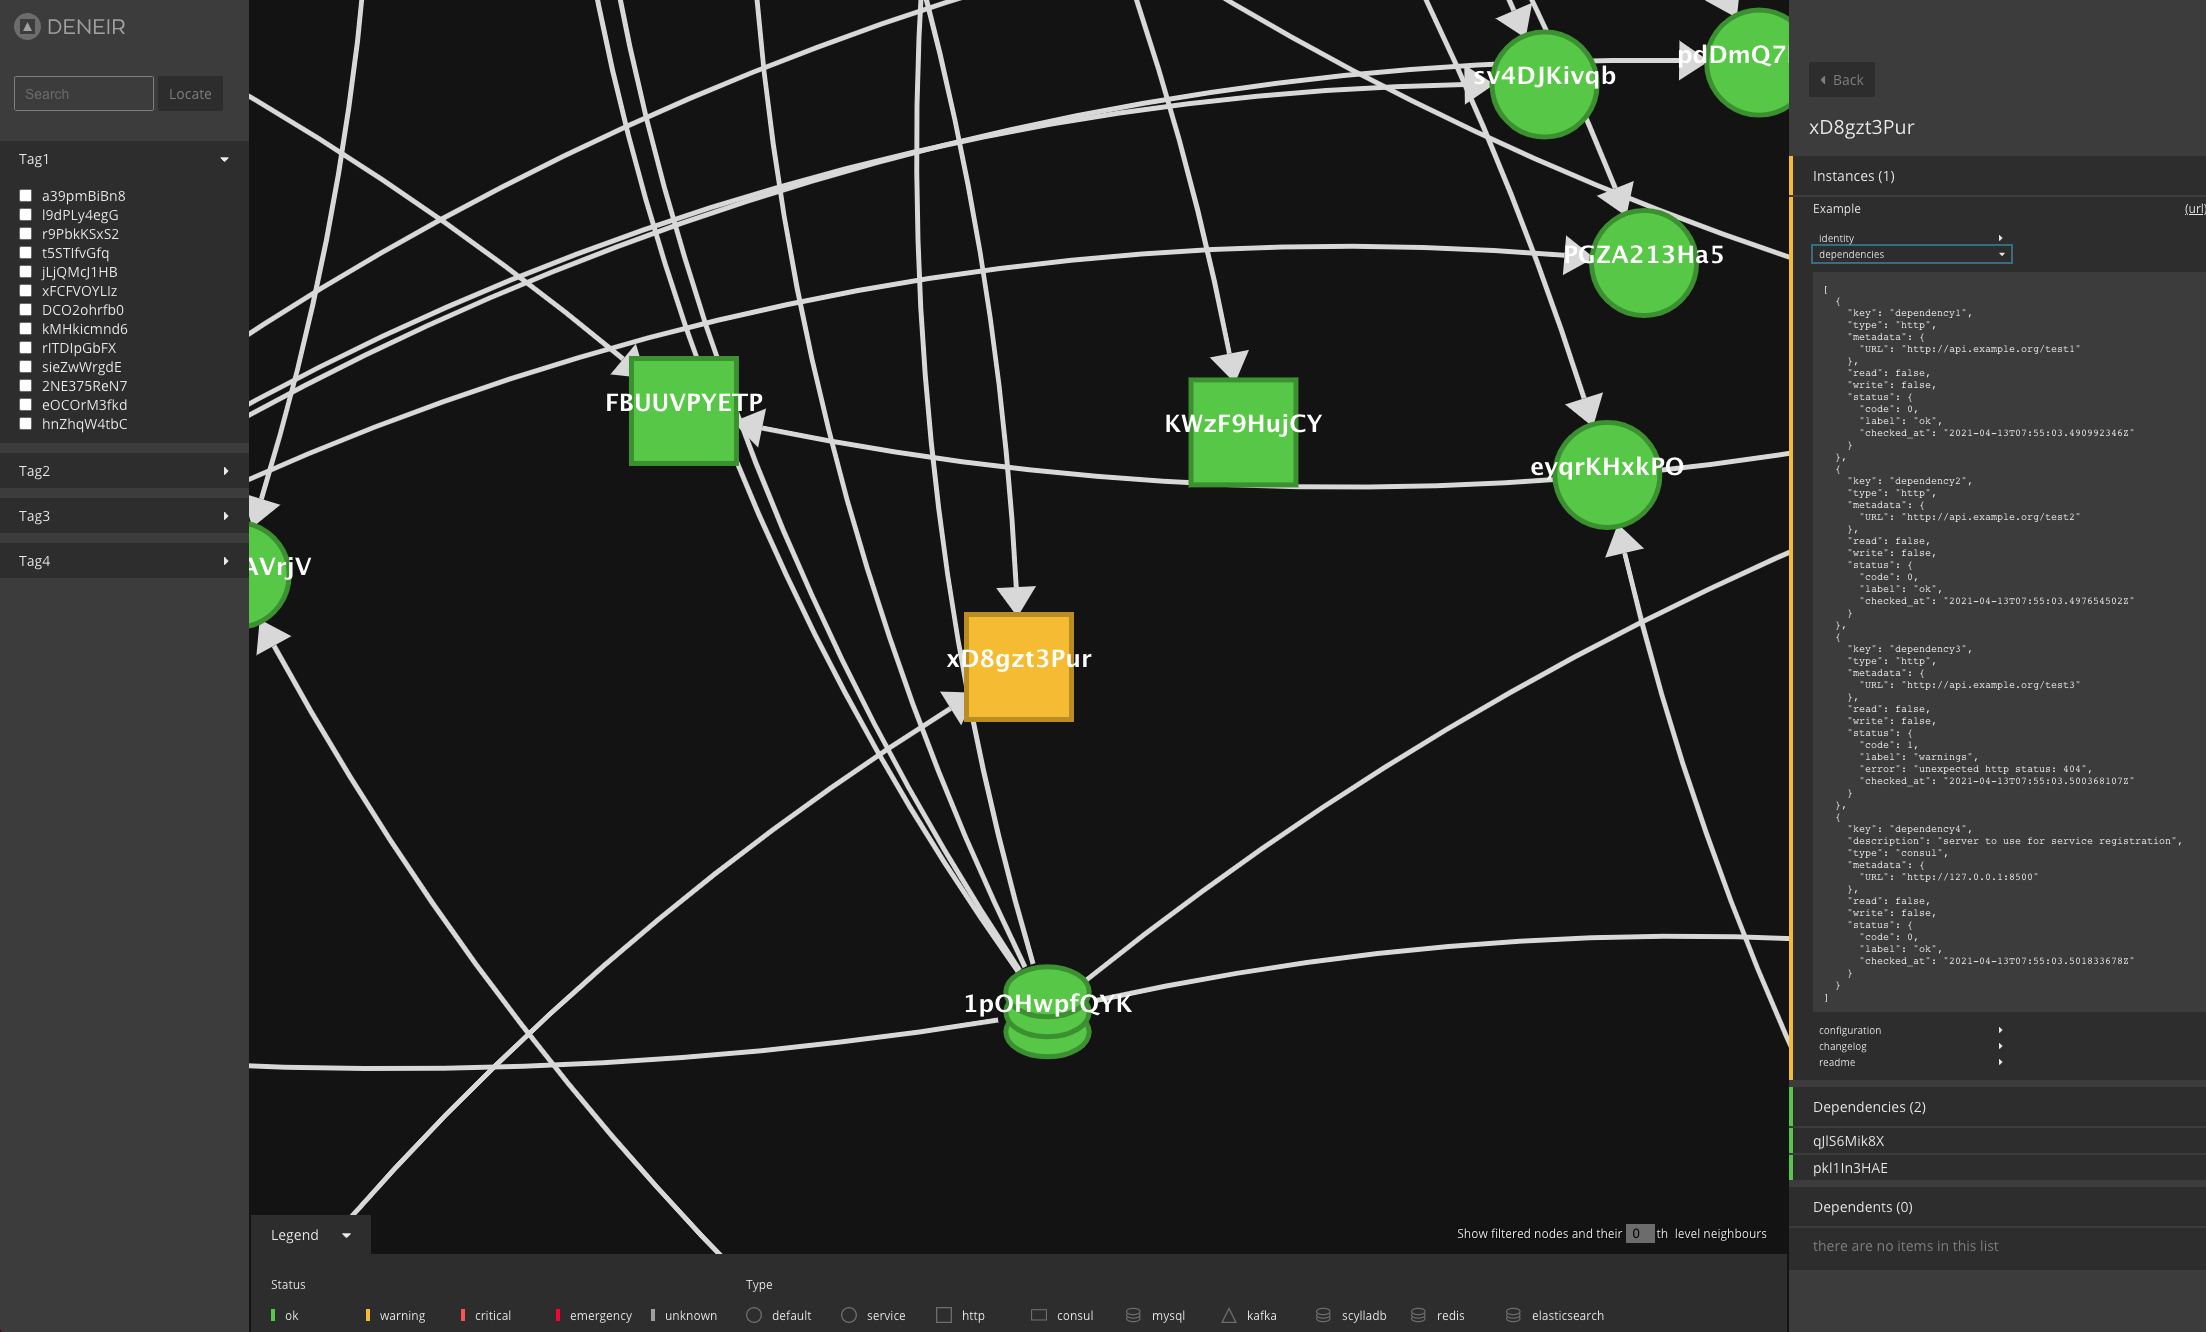 DENEIR
Search
Locate
Tag1
a39pmBiBn8
l9dPLy4egG
r9PbkKSxS2
t5STIfvGfq
jLjQMcJ1HB
xFCFVOYLIz
DCO2ohrfb0
kMHkicmnd6
rITDIpGbFX
sieZwWrgdE
2NE375ReN7
eOCOrM3fkd
hnZhqW4tbC
Tag2
Tag3
Tag4
pdDmQ7
sv4DJKivqb
PGZA213Ha5
FBUUVPYETP
KWzF9HujCY
eyqrKHxkPO
AVrjV
xD8gzt3Pur
1pOHwpfQYK
Legend
Show filtered nodes and their 0 th level neighbours
Status
ok
warning
critical
emergency
unknown
Type
default
service
http
consul
mysql
kafka
scylladb
redis
elasticsearch
Back
xD8gzt3Pur
Instances (1)
Example (url)
identity
dependencies
[
{
"key": "dependency1",
"type": "http",
"metadata": {
"URL": "http://api.example.org/test1"
},
"read": false,
"write": false,
"status": {
"code": 0,
"label": "ok",
"checked_at": "2021-04-13T07:55:03.490992346Z"
}
},
{
"key": "dependency2",
"type": "http",
"metadata": {
"URL": "http://api.example.org/test2"
},
"read": false,
"write": false,
"status": {
"code": 0,
"label": "ok",
"checked_at": "2021-04-13T07:55:03.497654502Z"
}
},
{
"key": "dependency3",
"type": "http",
"metadata": {
"URL": "http://api.example.org/test3"
},
"read": false,
"write": false,
"status": {
"code": 1,
"label": "warnings",
"error": "unexpected http status: 404",
"checked_at": "2021-04-13T07:55:03.500368107Z"
}
},
{
"key": "dependency4",
"description": "server to use for service registration",
"type": "consul",
"metadata": {
"URL": "http://127.0.0.1:8500"
},
"read": false,
"write": false,
"status": {
"code": 0,
"label": "ok",
"checked_at": "2021-04-13T07:55:03.501833678Z"
}
}
]
configuration
changelog
readme
Dependencies (2)
qJlS6Mik8X
pkl1In3HAE
Dependents (0)
there are no items in this list